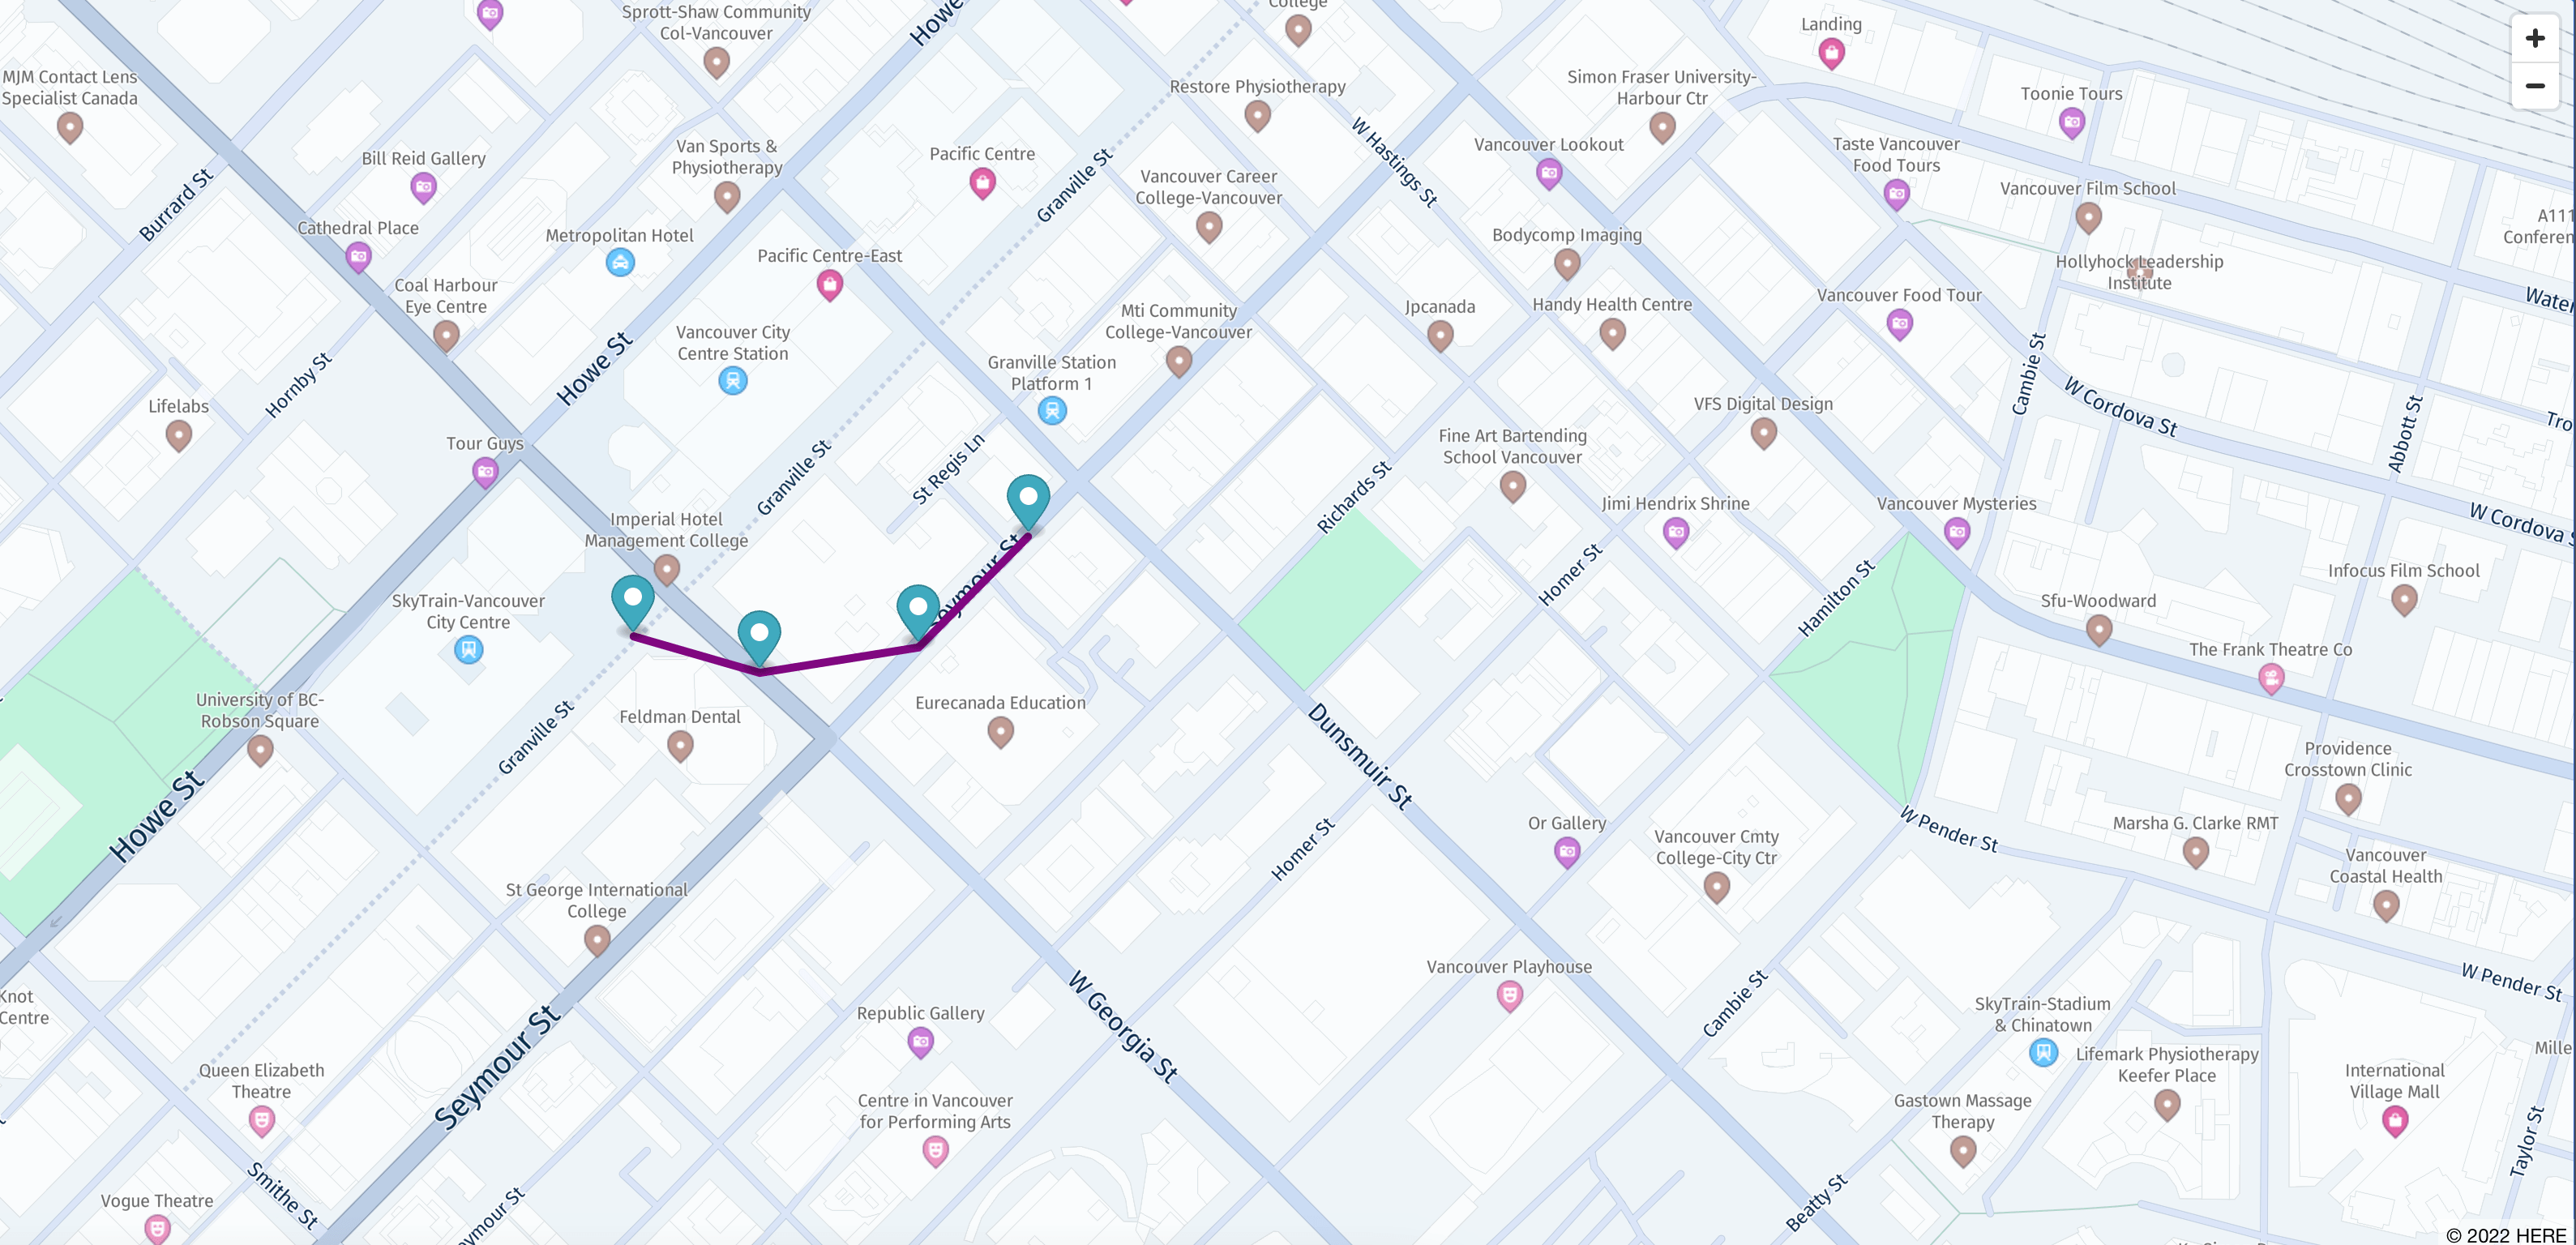 College
Sprott-Shaw Community
Col-Vancouver
Howe
Landing
MJM Contact Lens
Specialist Canada
Restore Physiotherapy
Simon Fraser University-
Harbour Ctr
Toonie Tours
Bill Reid Gallery
Van Sports &
Physiotherapy
Pacific Centre
W Hastings St
Vancouver Lookout
Taste Vancouver
Food Tours
Burrard St
Granville St
Vancouver Career
College-Vancouver
Vancouver Film School
Cathedral Place
Metropolitan Hotel
Bodycomp Imaging
A111
Conferen
Pacific Centre-East
Hollyhock Leadership
Institute
Coal Harbour
Eye Centre
Mti Community
College-Vancouver
Jpcanada
Handy Health Centre
Vancouver Food Tour
Water
Vancouver City
Centre Station
Howe St
Hornby St
Granville Station
Platform 1
Cambie St
Lifelabs
VFS Digital Design
W Cordova St
Abbott St
Tro
Tour Guys
Fine Art Bartending
School Vancouver
Granville St
St Regis Ln
Richards St
Imperial Hotel
Management College
Jimi Hendrix Shrine
Vancouver Mysteries
W Cordova S
Seymour St
Homer St
Hamilton St
Infocus Film School
SkyTrain-Vancouver
City Centre
Sfu-Woodward
The Frank Theatre Co
University of BC-
Robson Square
Granville St
Feldman Dental
Eurecanada Education
Dunsmuir St
Providence
Crosstown Clinic
Howe St
Homer St
Or Gallery
Vancouver Cmty
College-City Ctr
W Pender St
Marsha G. Clarke RMT
Vancouver
Coastal Health
St George International
College
Vancouver Playhouse
W Pender St
Knot
Centre
W Georgia St
Cambie St
Republic Gallery
SkyTrain-Stadium
& Chinatown
Seymour St
Queen Elizabeth
Theatre
Lifemark Physiotherapy
Keefer Place
Mille
International
Village Mall
Centre in Vancouver
for Performing Arts
Gastown Massage
Therapy
Taylor St
Smithe St
Vogue Theatre
eymour St
Beatty St
© 2022 HERE